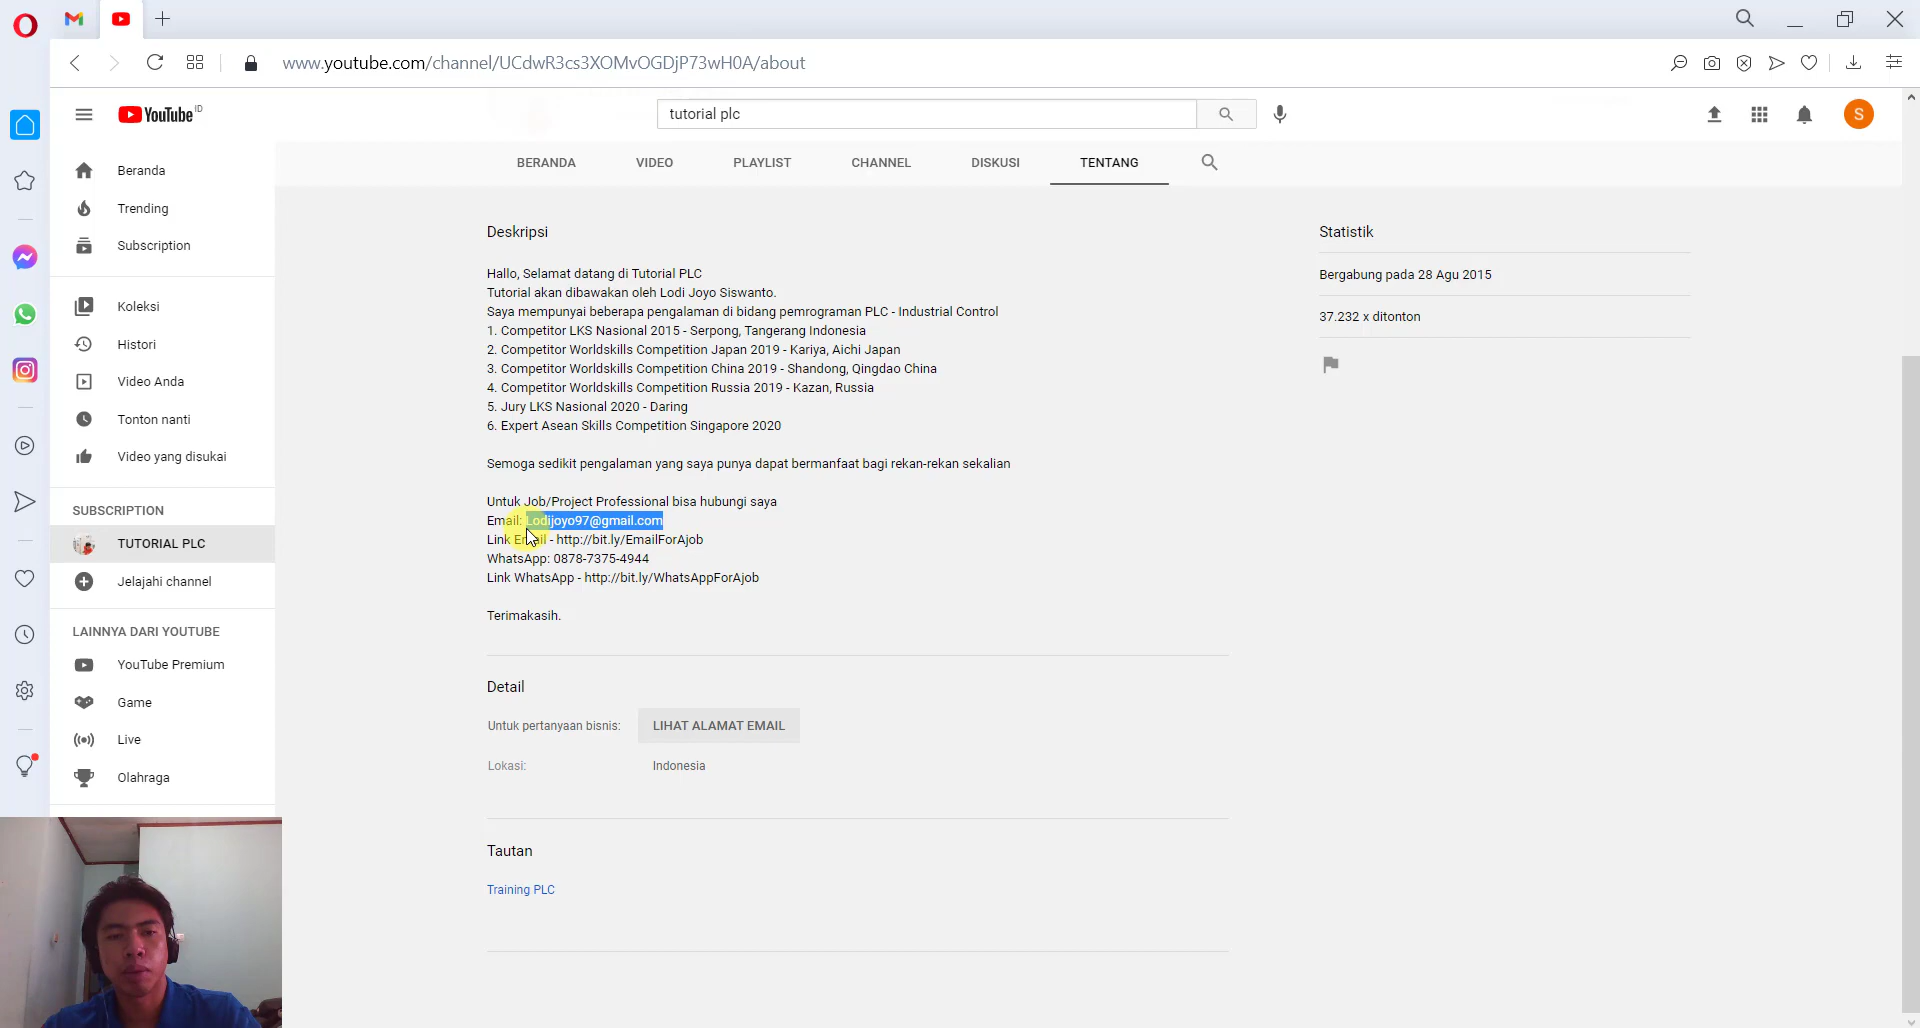 www.youtube.com/channel/UCdwR3cs3XOMvOGDjP73wH0A/about
YouTube ID
tutorial plc
S
BERANDA VIDEO PLAYLIST CHANNEL DISKUSI TENTANG
Beranda
Trending
Subscription
Koleksi
Histori
Video Anda
Tonton nanti
Video yang disukai
SUBSCRIPTION
TUTORIAL PLC
Jelajahi channel
LAINNYA DARI YOUTUBE
YouTube Premium
Game
Live
Olahraga
Deskripsi
Hallo, Selamat datang di Tutorial PLC
Tutorial akan dibawakan oleh Lodi Joyo Siswanto.
Saya mempunyai beberapa pengalaman di bidang pemrograman PLC - Industrial Control
1. Competitor LKS Nasional 2015 - Serpong, Tangerang Indonesia
2. Competitor Worldskills Competition Japan 2019 - Kariya, Aichi Japan
3. Competitor Worldskills Competition China 2019 - Shandong, Qingdao China
4. Competitor Worldskills Competition Russia 2019 - Kazan, Russia
5. Jury LKS Nasional 2020 - Daring
6. Expert Asean Skills Competition Singapore 2020
Semoga sedikit pengalaman yang saya punya dapat bermanfaat bagi rekan-rekan sekalian
Untuk Job/Project Professional bisa hubungi saya
Email: Lodijoyo97@gmail.com
Link Email - http://bit.ly/EmailForAjob
WhatsApp: 0878-7375-4944
Link WhatsApp - http://bit.ly/WhatsAppForAjob
Terimakasih.
Detail
Untuk pertanyaan bisnis: LIHAT ALAMAT EMAIL
Lokasi: Indonesia
Tautan
Training PLC
Statistik
Bergabung pada 28 Agu 2015
37.232 x ditonton